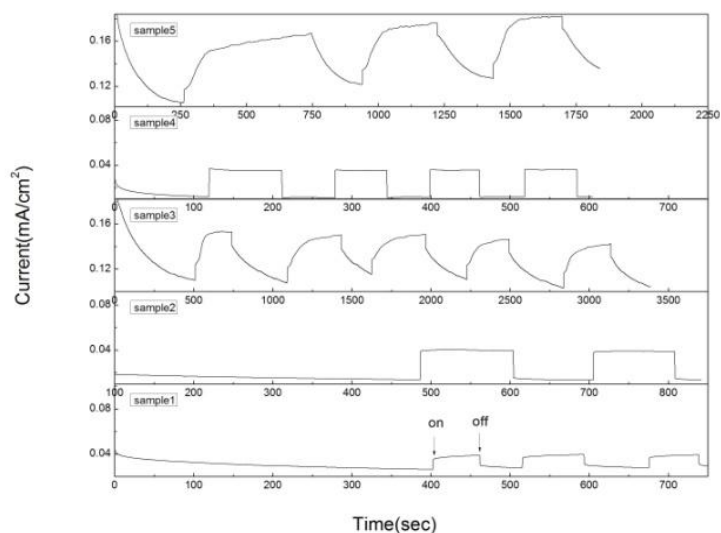 sample5
0.16
0.12
0 250 500 750 1000 1250 1500 1750 2000 2250
0.08
sample4
0.04
0 100 200 300 400 500 600 700
0.16
sample3
0.12
0 500 1000 1500 2000 2500 3000 3500
0.08
sample2
0.04
100 200 300 400 500 600 700 800
0.08
sample1
on off
0.04
0 100 200 300 400 500 600 700
Current(mA/cm²)
Time(sec)